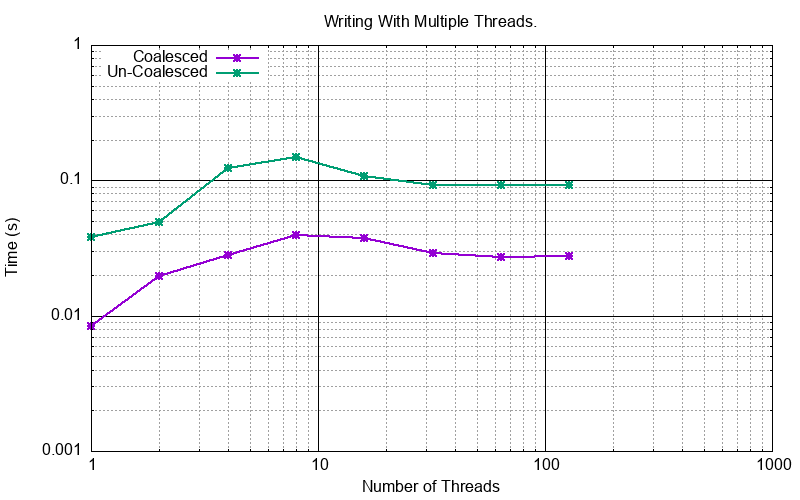 Writing With Multiple Threads.
1
Coalesced
Un-Coalesced
0.1
Time (s)
0.01
0.001
1 10 100 1000
Number of Threads